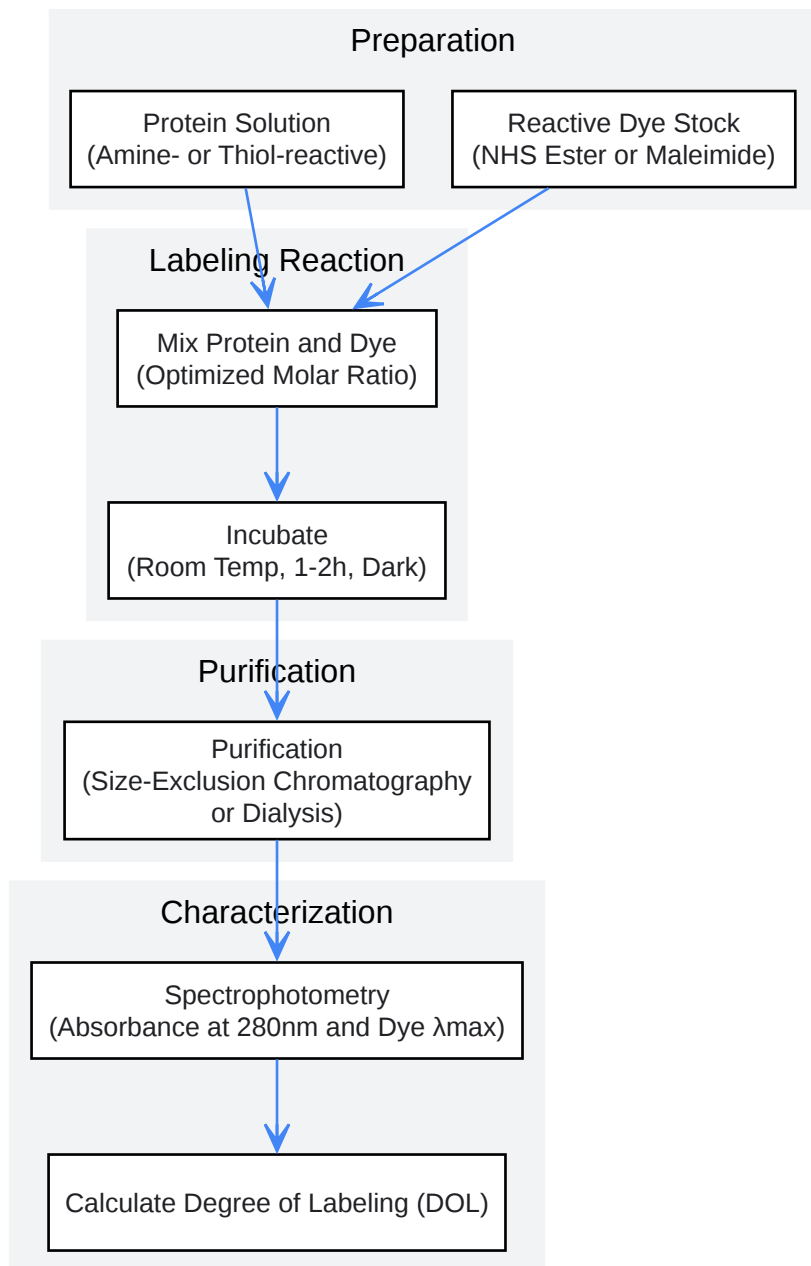 Preparation
Protein Solution
(Amine- or Thiol-reactive)
Reactive Dye Stock
(NHS Ester or Maleimide)
Labeling Reaction
Mix Protein and Dye
(Optimized Molar Ratio)
Incubate
(Room Temp, 1-2h, Dark)
Purification
Purification
(Size-Exclusion Chromatography
or Dialysis)
Characterization
Spectrophotometry
(Absorbance at 280nm and Dye λmax)
Calculate Degree of Labeling (DOL)